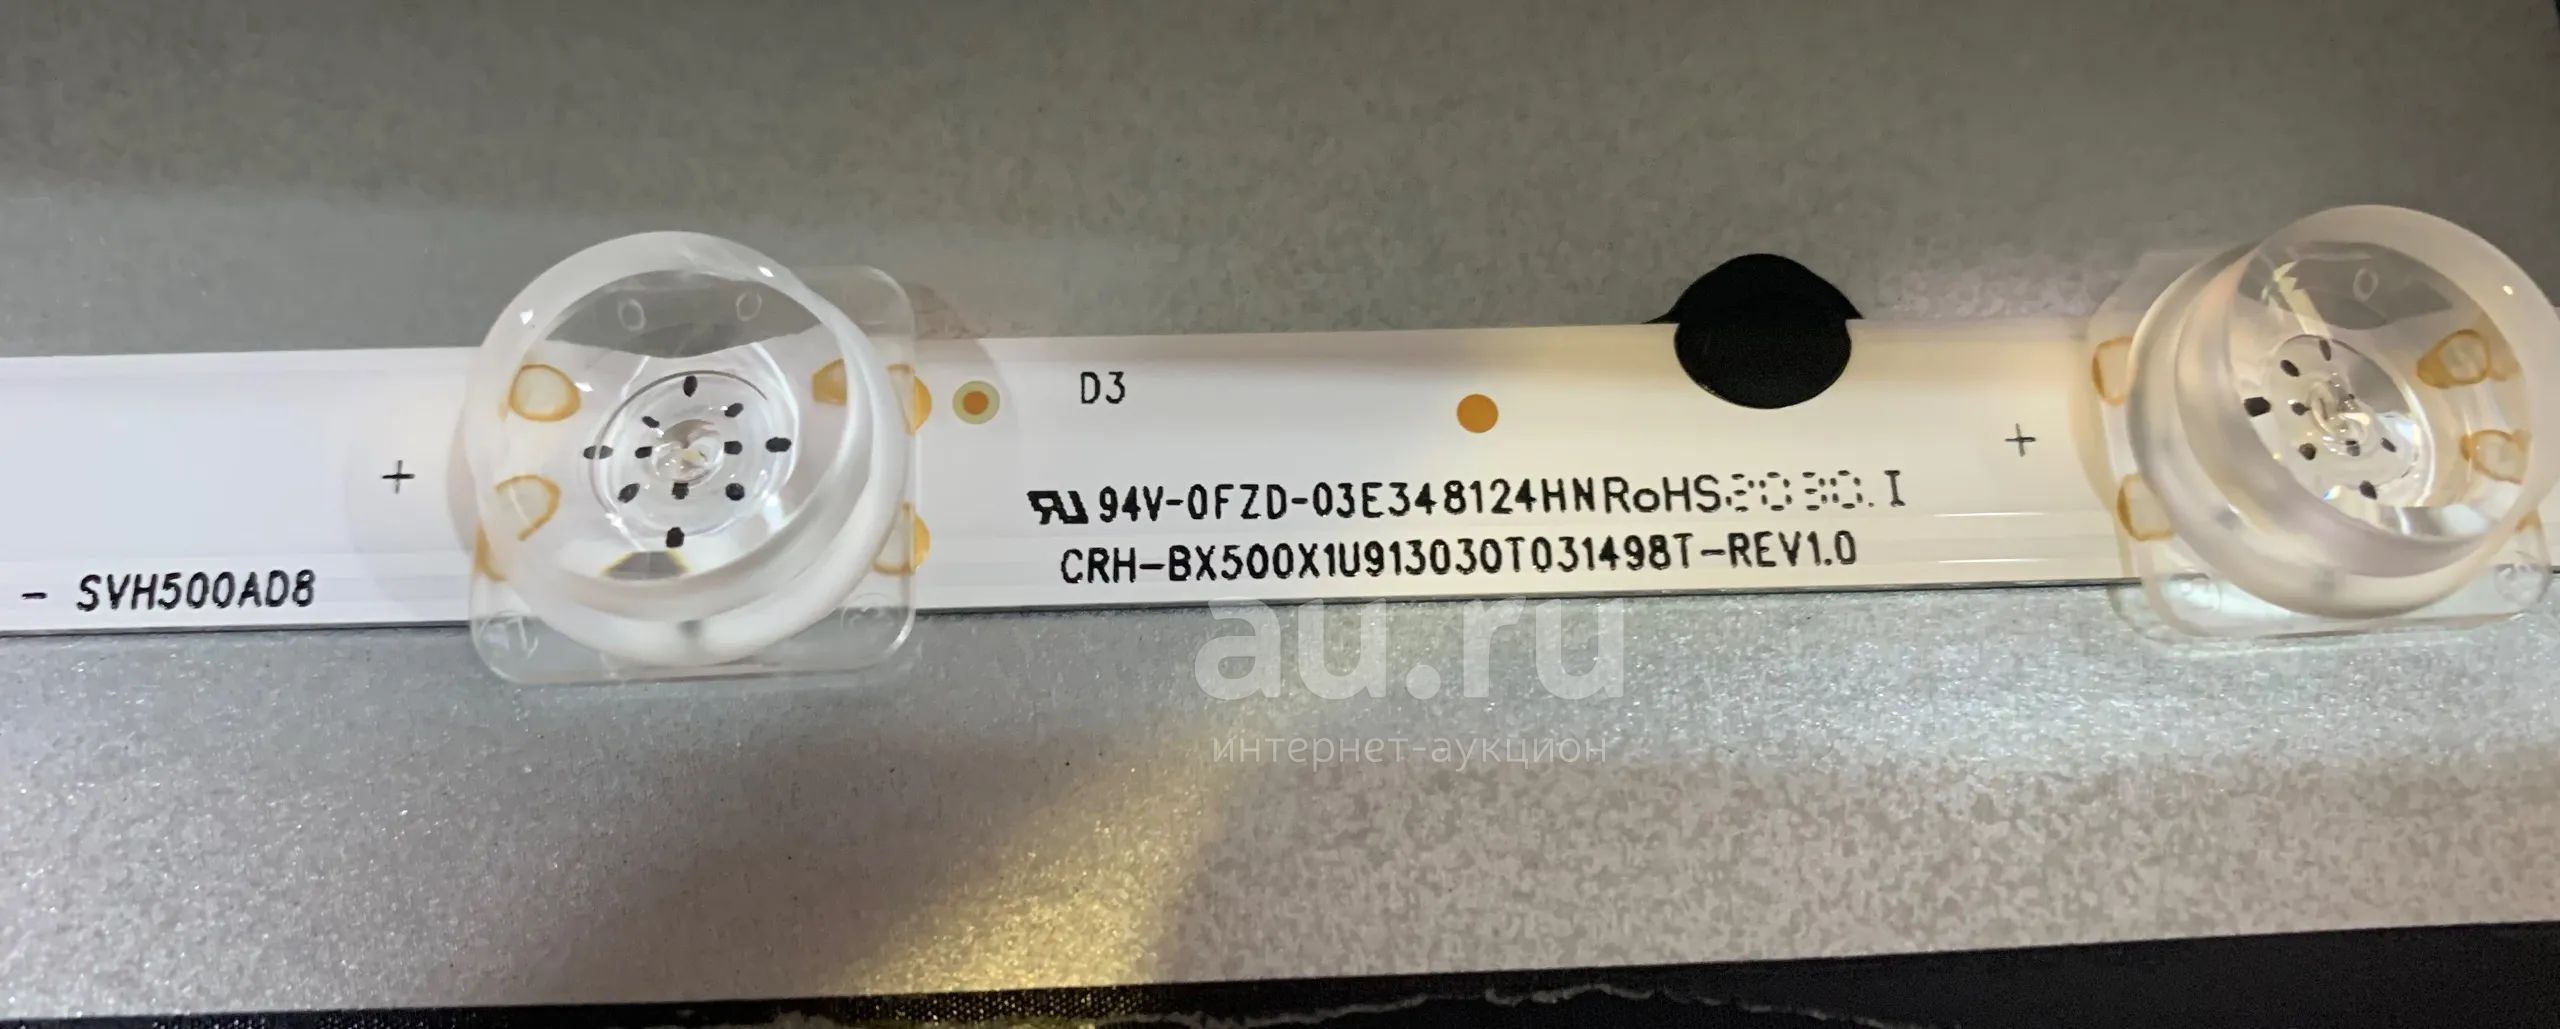 D3
94V-0FZD-03E348124HNRoHS
CRH-BX500X1U913030T031498T-REV1.0
- SVH500AD8
au.ru
интернет-аукцион